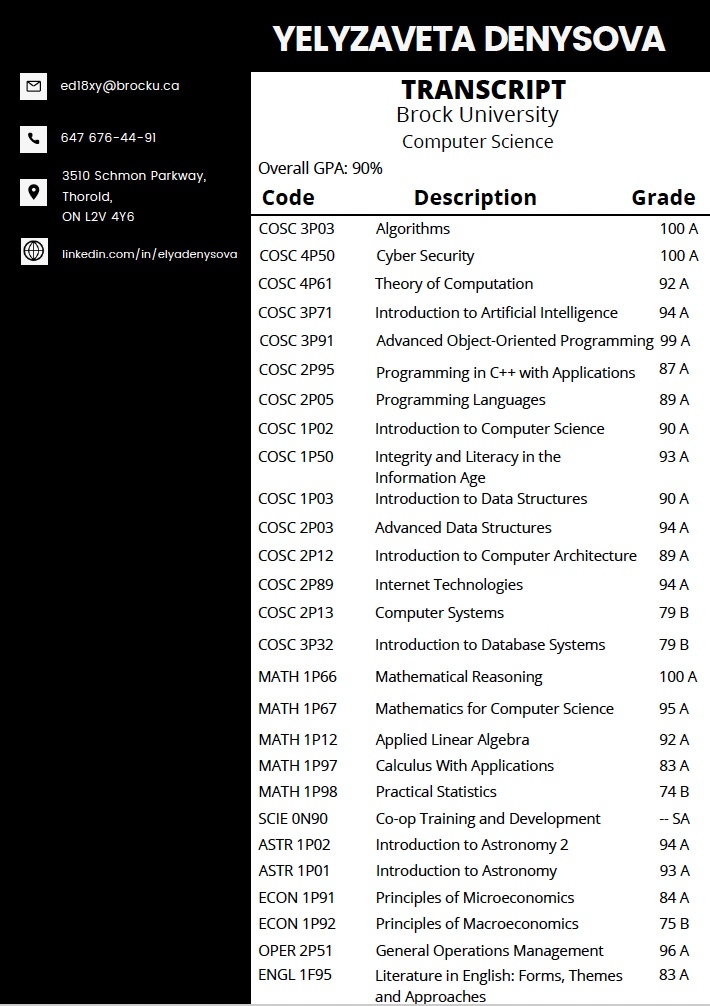 YELYZAVETA DENYSOVA
ed18xy@brocku.ca
647 676-44-91
3510 Schmon Parkway,
Thorold,
ON L2V 4Y6
linkedin.com/in/elyadenysova
TRANSCRIPT
Brock University
Computer Science
Overall GPA: 90%
Code Description Grade
COSC 3P03 Algorithms 100 A
COSC 4P50 Cyber Security 100 A
COSC 4P61 Theory of Computation 92 A
COSC 3P71 Introduction to Artificial Intelligence 94 A
COSC 3P91 Advanced Object-Oriented Programming 99 A
COSC 2P95 Programming in C++ with Applications 87 A
COSC 2P05 Programming Languages 89 A
COSC 1P02 Introduction to Computer Science 90 A
COSC 1P50 Integrity and Literacy in the 93 A
Information Age
COSC 1P03 Introduction to Data Structures 90 A
COSC 2P03 Advanced Data Structures 94 A
COSC 2P12 Introduction to Computer Architecture 89 A
COSC 2P89 Internet Technologies 94 A
COSC 2P13 Computer Systems 79 B
COSC 3P32 Introduction to Database Systems 79 B
MATH 1P66 Mathematical Reasoning 100 A
MATH 1P67 Mathematics for Computer Science 95 A
MATH 1P12 Applied Linear Algebra 92 A
MATH 1P97 Calculus With Applications 83 A
MATH 1P98 Practical Statistics 74 B
SCIE 0N90 Co-op Training and Development -- SA
ASTR 1P02 Introduction to Astronomy 2 94 A
ASTR 1P01 Introduction to Astronomy 93 A
ECON 1P91 Principles of Microeconomics 84 A
ECON 1P92 Principles of Macroeconomics 75 B
OPER 2P51 General Operations Management 96 A
ENGL 1F95 Literature in English: Forms, Themes 83 A
and Approaches